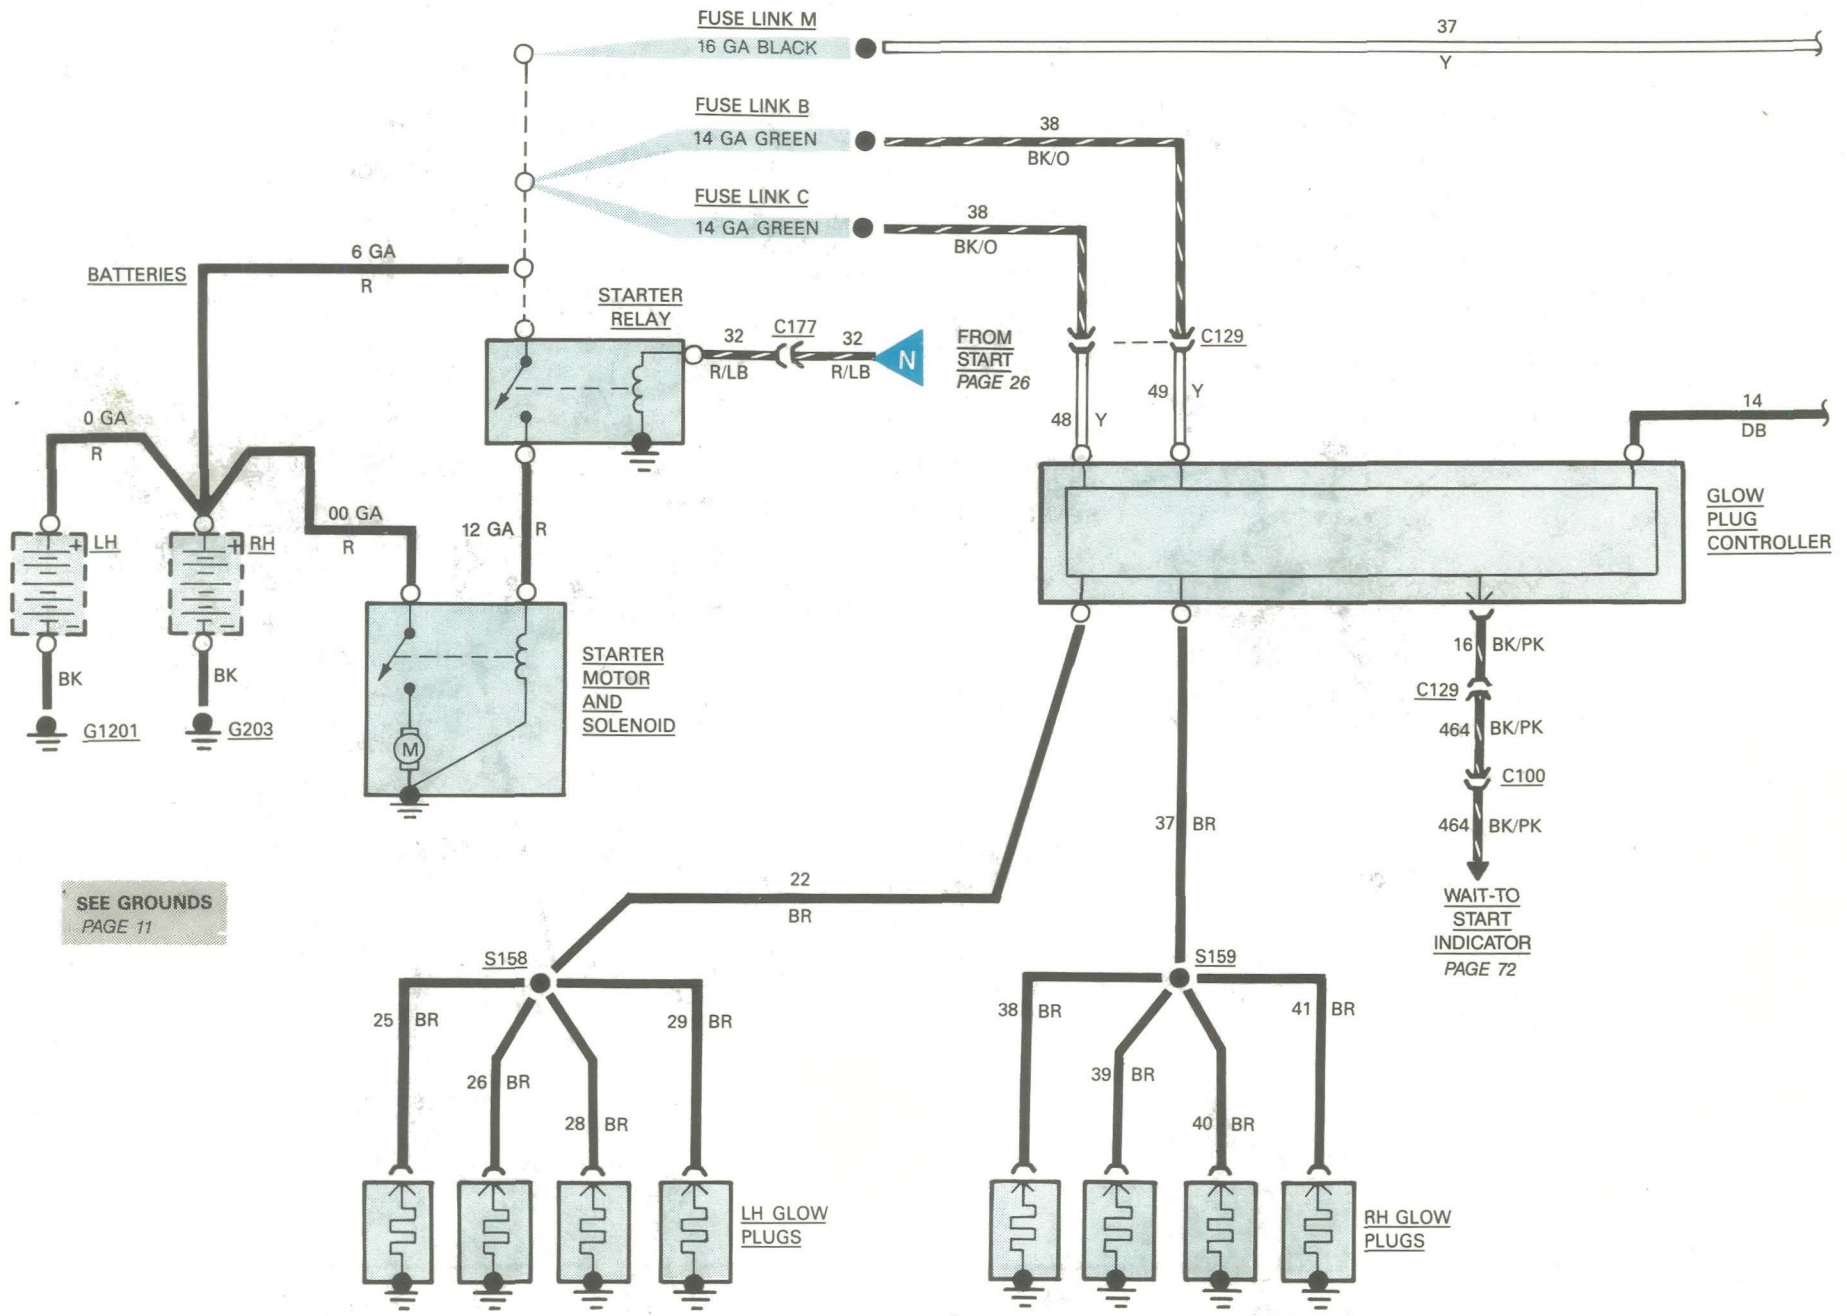 FUSE LINK M
16 GA BLACK
37
Y
FUSE LINK B
14 GA GREEN
38
BK/O
FUSE LINK C
14 GA GREEN
38
BK/O
BATTERIES
6 GA
R
STARTER
RELAY
32
R/LB
C177
32
R/LB
N
FROM
START
PAGE 26
C129
48
Y
49
Y
14
DB
0 GA
R
00 GA
R
12 GA
R
GLOW
PLUG
CONTROLLER
+
LH
-
+
RH
-
BK
BK
G1201
G203
STARTER
MOTOR
AND
SOLENOID
M
16
BK/PK
C129
464
BK/PK
C100
464
BK/PK
WAIT-TO
START
INDICATOR
PAGE 72
37
BR
22
BR
SEE GROUNDS
PAGE 11
S158
S159
25
BR
26
BR
28
BR
29
BR
38
BR
39
BR
40
BR
41
BR
LH GLOW
PLUGS
RH GLOW
PLUGS